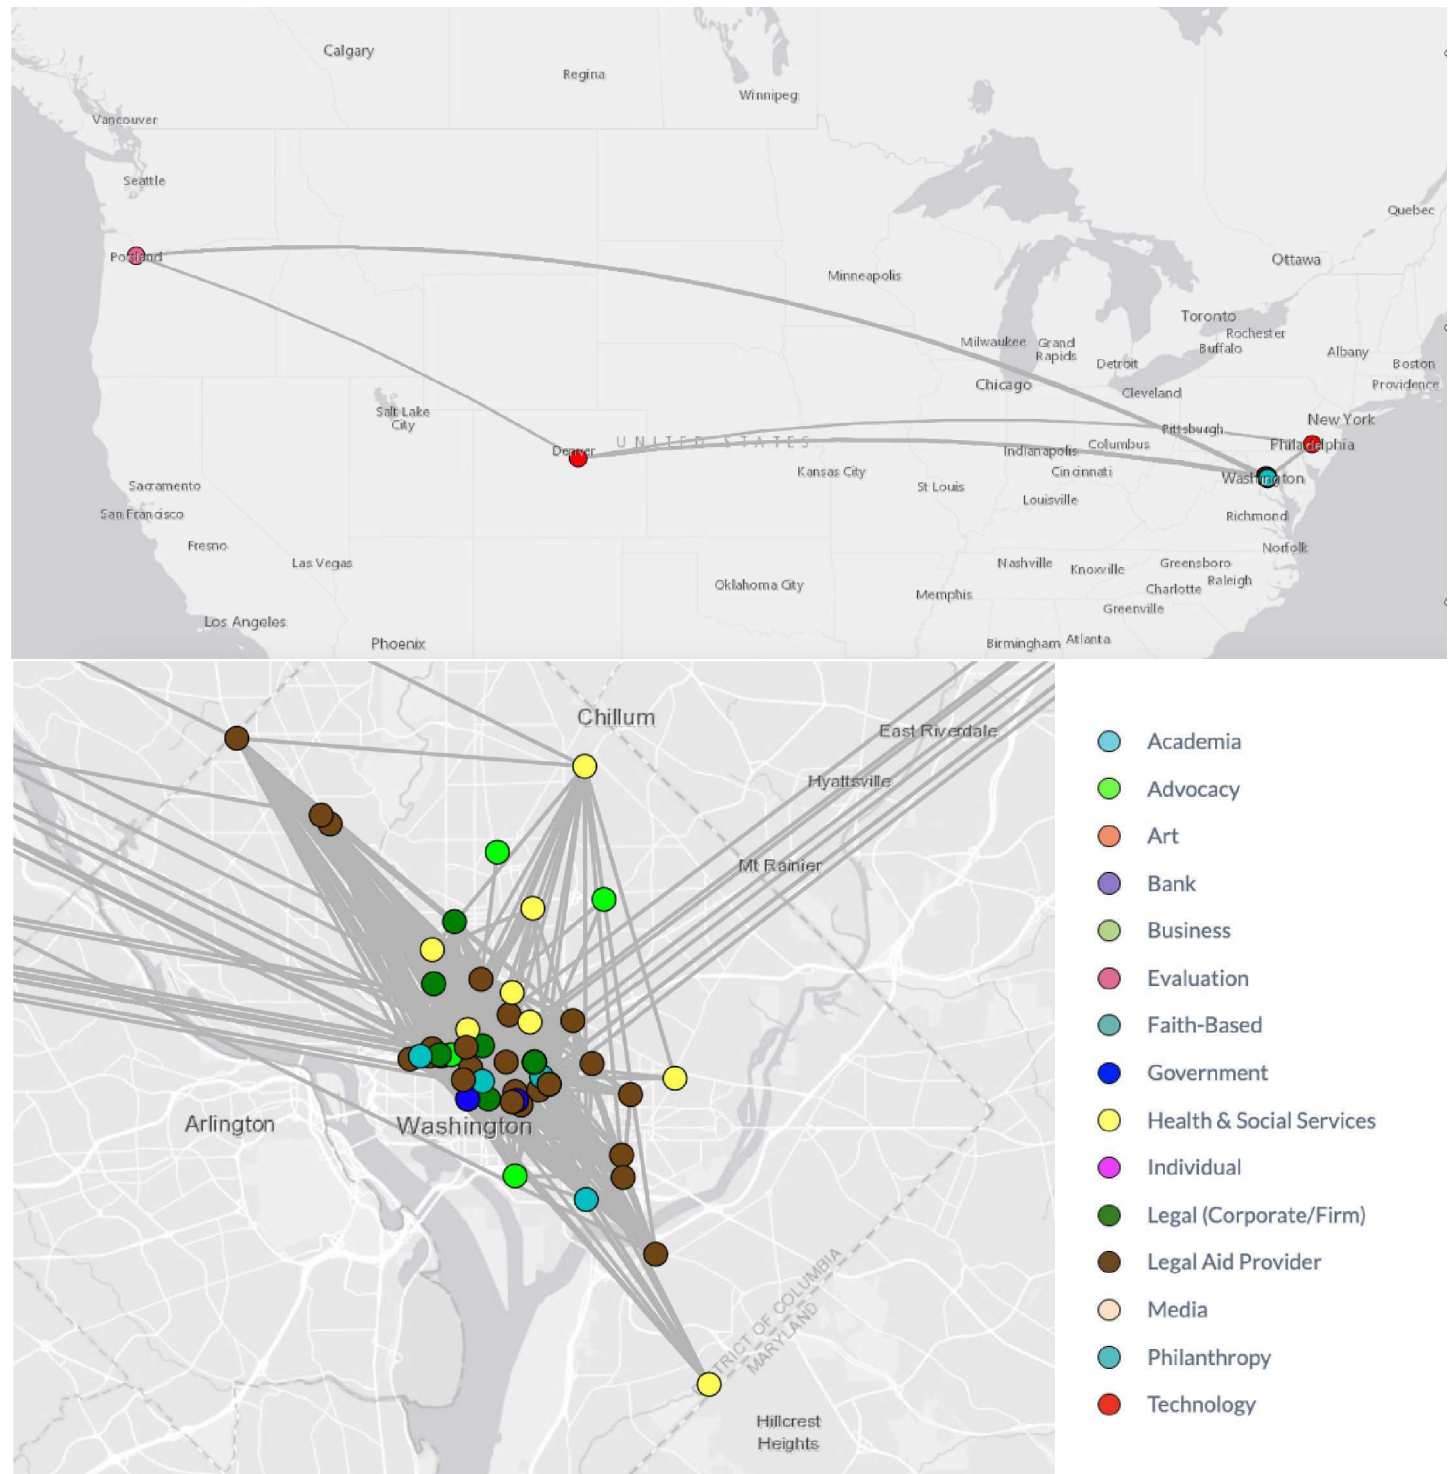 Calgary
Regina
Winnipeg
Vancouver
Seattle
Quebec
Portland
Ottawa
Minneapolis
Toronto
Rochester
Milwaukee
Grand
Rapids
Buffalo
Albany
Detroit
Boston
Chicago
Cleveland
Providence
Salt Lake
City
New York
Pittsburgh
UNITED STATES
Columbus
Philadelphia
Denver
Indianapolis
Kansas City
Cincinnati
Washington
Sacramento
St Louis
Louisville
San Francisco
Richmond
Fresno
Norfolk
Las Vegas
Nashville
Knoxville
Greensboro
Raleigh
Oklahoma City
Charlotte
Memphis
Greenville
Los Angeles
Phoenix
Birmingham
Atlanta
Chillum
East Riverdale
Hyattsville
Mt Rainier
Arlington
Washington
TRICT OF COLUMBIA
MARYLAND
Hillcrest
Heights
Academia
Advocacy
Art
Bank
Business
Evaluation
Faith-Based
Government
Health & Social Services
Individual
Legal (Corporate/Firm)
Legal Aid Provider
Media
Philanthropy
Technology